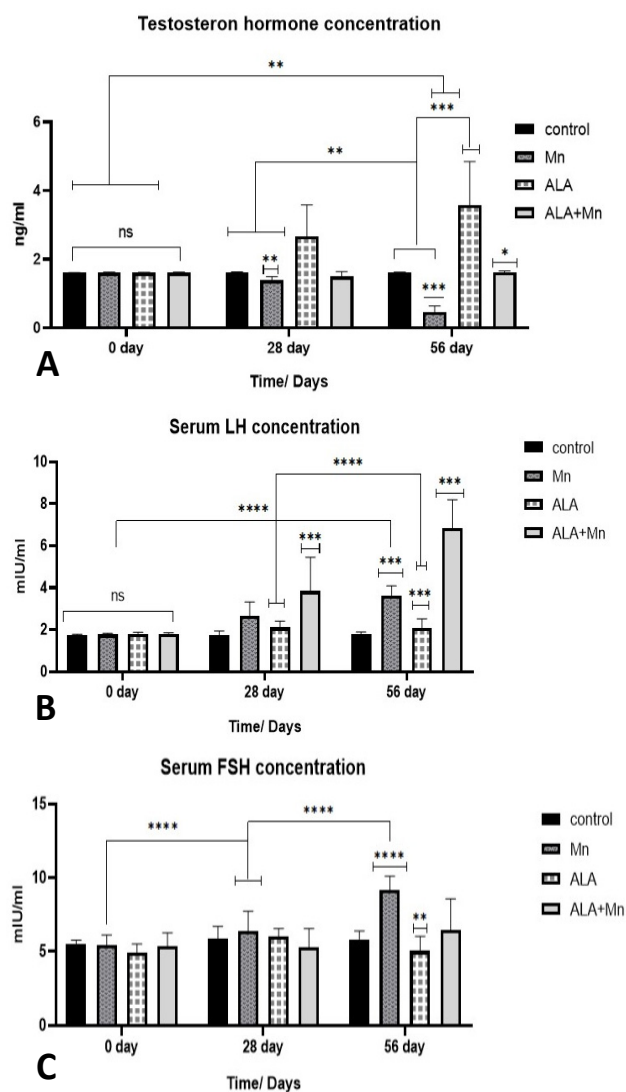 Testosteron hormone concentration
**
***
6
control
Mn
**
4
ALA
ALA+Mn
ng/ml
ns
**
*
2
***
0
0 day
28 day
56 day
A
Time/ Days
Serum LH concentration
10
****
control
Mn
***
8
ALA
****
ALA+Mn
mIU/ml
6
***
***
4
ns
***
2
0
0 day
28 day
56 day
B
Time/ Days
Serum FSH concentration
15
****
control
****
Mn
****
ALA
10
ALA+Mn
mIU/ml
**
5
0
0 day
28 day
56 day
C
Time/ Days